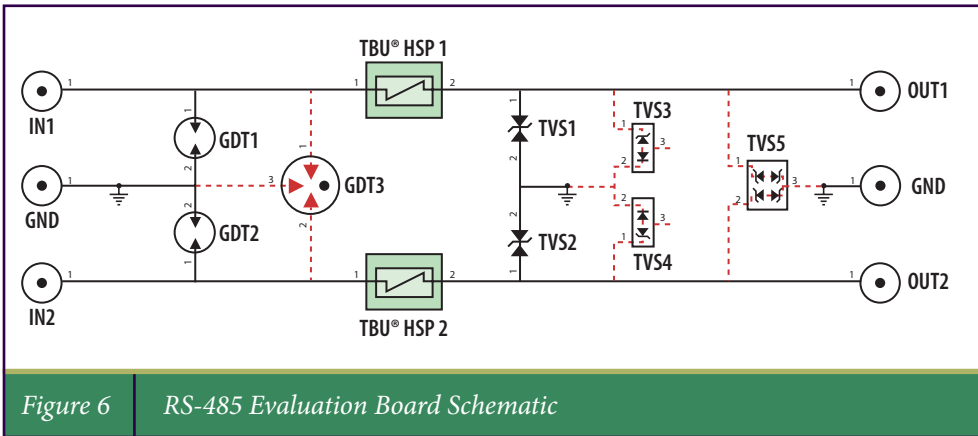 TBU® HSP 1
1
1
2
1
IN1
OUT1
1
1
1
1
TVS3
1
GDT1
TVS1
3
TVS5
2
2
2
1
1
3
GDT3
3
1
GND
GND
2
2
2
2
2
GDT2
3
TVS2
1
1
1
TVS4
1
1
2
1
IN2
OUT2
TBU® HSP 2
Figure 6
RS-485 Evaluation Board Schematic